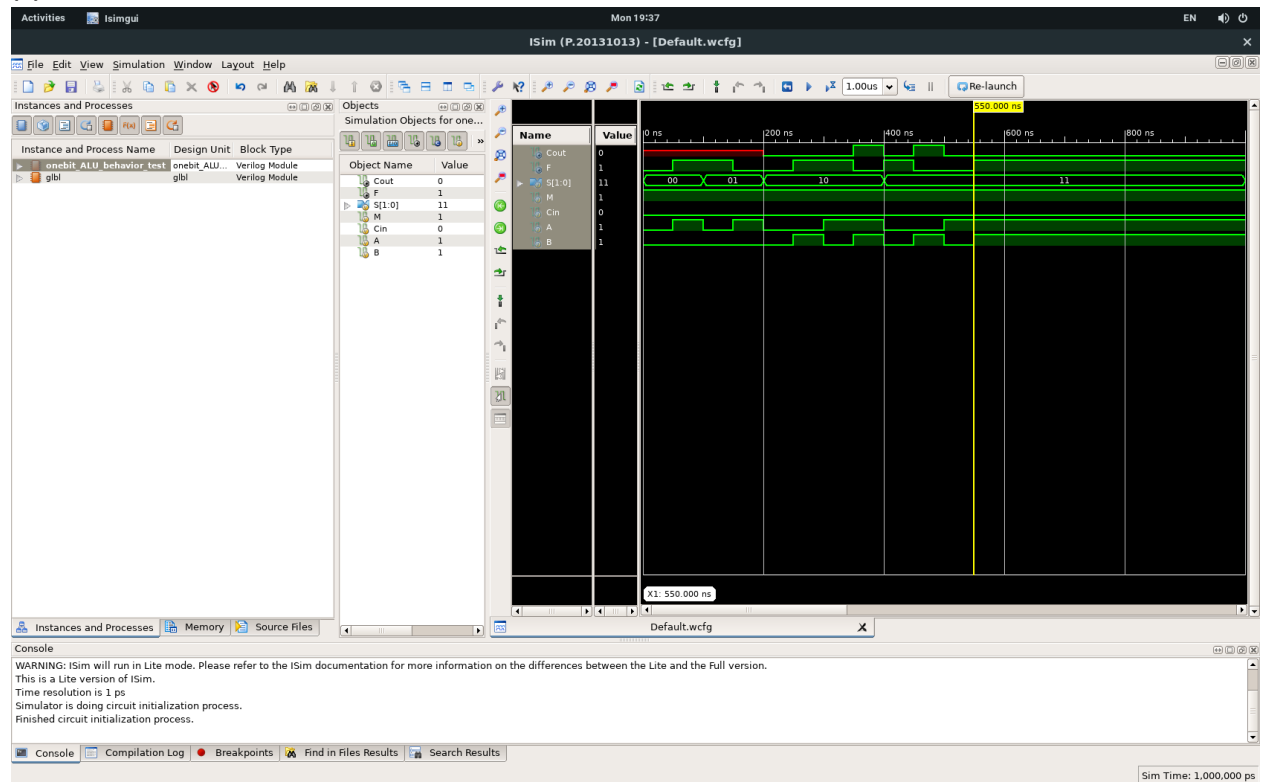 Activities Isimgui Mon 19:37 EN
ISim (P.20131013) - [Default.wcfg]
File Edit View Simulation Window Layout Help
1.00us Re-launch
Instances and Processes
Instance and Process Name Design Unit Block Type
onebit_ALU_behavior_test onebit_ALU... Verilog Module
glbl glbl Verilog Module
Objects
Simulation Objects for one...
Object Name Value
Cout 0
F 1
S[1:0] 11
M 1
Cin 0
A 1
B 1
Name Value
Cout 0
F 1
S[1:0] 11
M 1
Cin 0
A 1
B 1
550.000 ns
0 ns 200 ns 400 ns 600 ns 800 ns
00 01 10 11
X1: 550.000 ns
Instances and Processes Memory Source Files
Default.wcfg
Console
WARNING: ISim will run in Lite mode. Please refer to the ISim documentation for more information on the differences between the Lite and the Full version.
This is a Lite version of ISim.
Time resolution is 1 ps
Simulator is doing circuit initialization process.
Finished circuit initialization process.
Console Compilation Log Breakpoints Find in Files Results Search Results
Sim Time: 1,000,000 ps